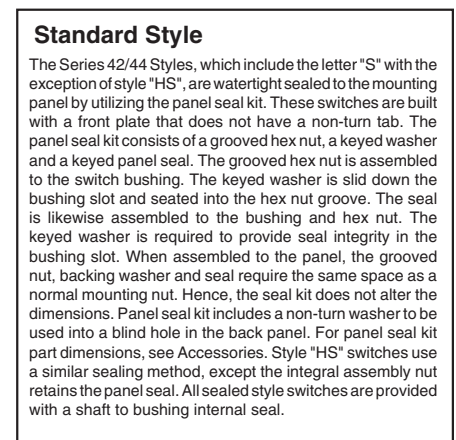 Standard Style
The Series 42/44 Styles, which include the letter "S" with the
exception of style "HS", are watertight sealed to the mounting
panel by utilizing the panel seal kit. These switches are built
with a front plate that does not have a non-turn tab. The
panel seal kit consists of a grooved hex nut, a keyed washer
and a keyed panel seal. The grooved hex nut is assembled
to the switch bushing. The keyed washer is slid down the
bushing slot and seated into the hex nut groove. The seal
is likewise assembled to the bushing and hex nut. The
keyed washer is required to provide seal integrity in the
bushing slot. When assembled to the panel, the grooved
nut, backing washer and seal require the same space as a
normal mounting nut. Hence, the seal kit does not alter the
dimensions. Panel seal kit includes a non-turn washer to be
used into a blind hole in the back panel. For panel seal kit
part dimensions, see Accessories. Style "HS" switches use
a similar sealing method, except the integral assembly nut
retains the panel seal. All sealed style switches are provided
with a shaft to bushing internal seal.